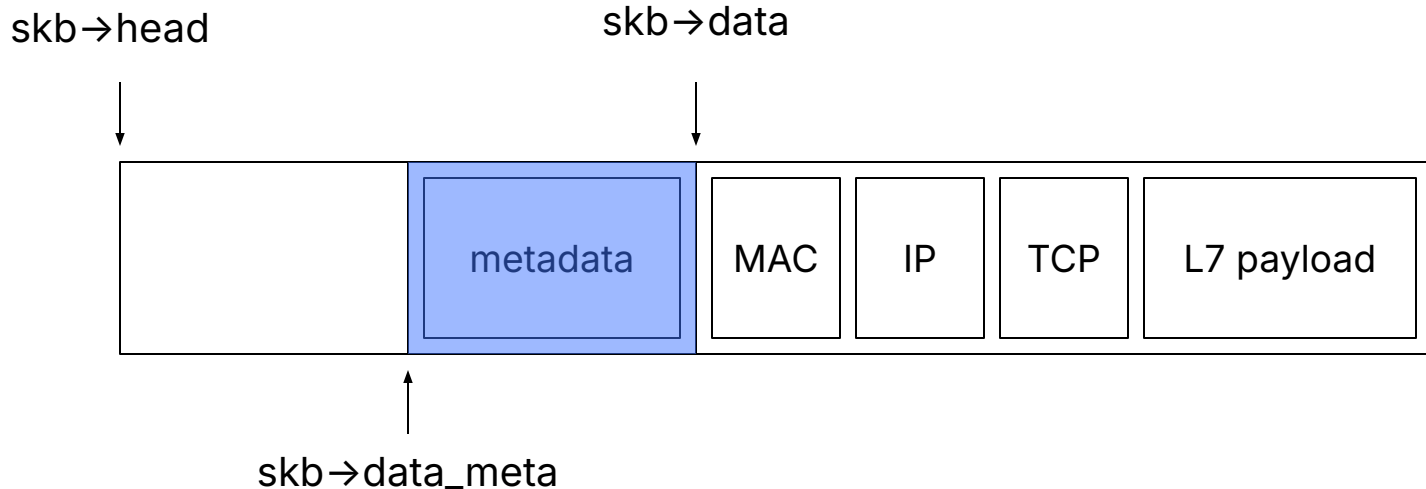 skb→head
skb→data
metadata
MAC
IP
TCP
L7 payload
skb→data_meta